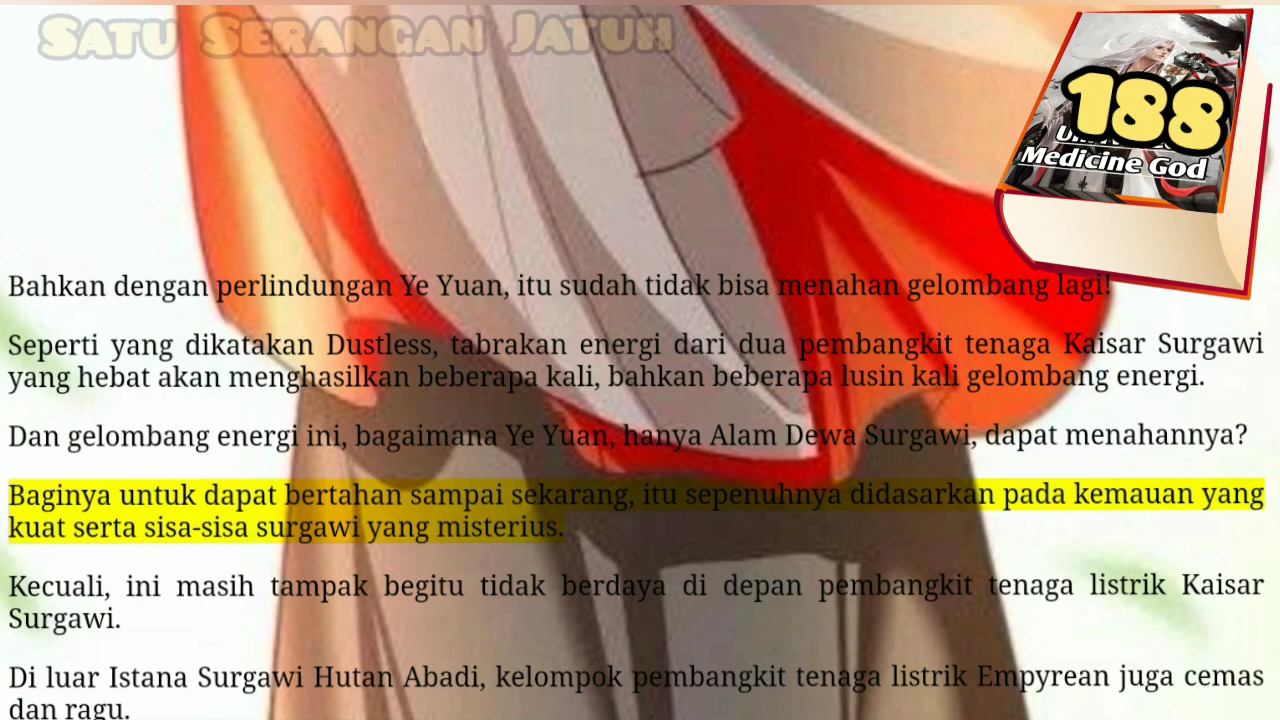 Satu Serangan Jatuh
188
Medicine God
Bahkan dengan perlindungan Ye Yuan, itu sudah tidak bisa menahan gelombang lagi!
Seperti yang dikatakan Dustless, tabrakan energi dari dua pembangkit tenaga Kaisar Surgawi
yang hebat akan menghasilkan beberapa kali, bahkan beberapa lusin kali gelombang energi.
Dan gelombang energi ini, bagaimana Ye Yuan, hanya Alam Dewa Surgawi, dapat menahannya?
Baginya untuk dapat bertahan sampai sekarang, itu sepenuhnya didasarkan pada kemauan yang
kuat serta sisa-sisa surgawi yang misterius.
Kecuali, ini masih tampak begitu tidak berdaya di depan pembangkit tenaga listrik Kaisar
Surgawi.
Di luar Istana Surgawi Hutan Abadi, kelompok pembangkit tenaga listrik Empyrean juga cemas
dan ragu.